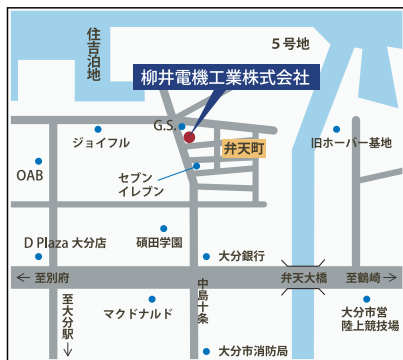 住吉泊地
5号地
柳井電機工業株式会社
G.S.
ジョイフル
弁天町
旧ホーバー基地
OAB
セブン
イレブン
D Plaza 大分店
碩田学園
大分銀行
←至別府
弁天大橋
至鶴崎→
至大分駅→
マクドナルド
中島十条
大分市営
陸上競技場
大分市消防局